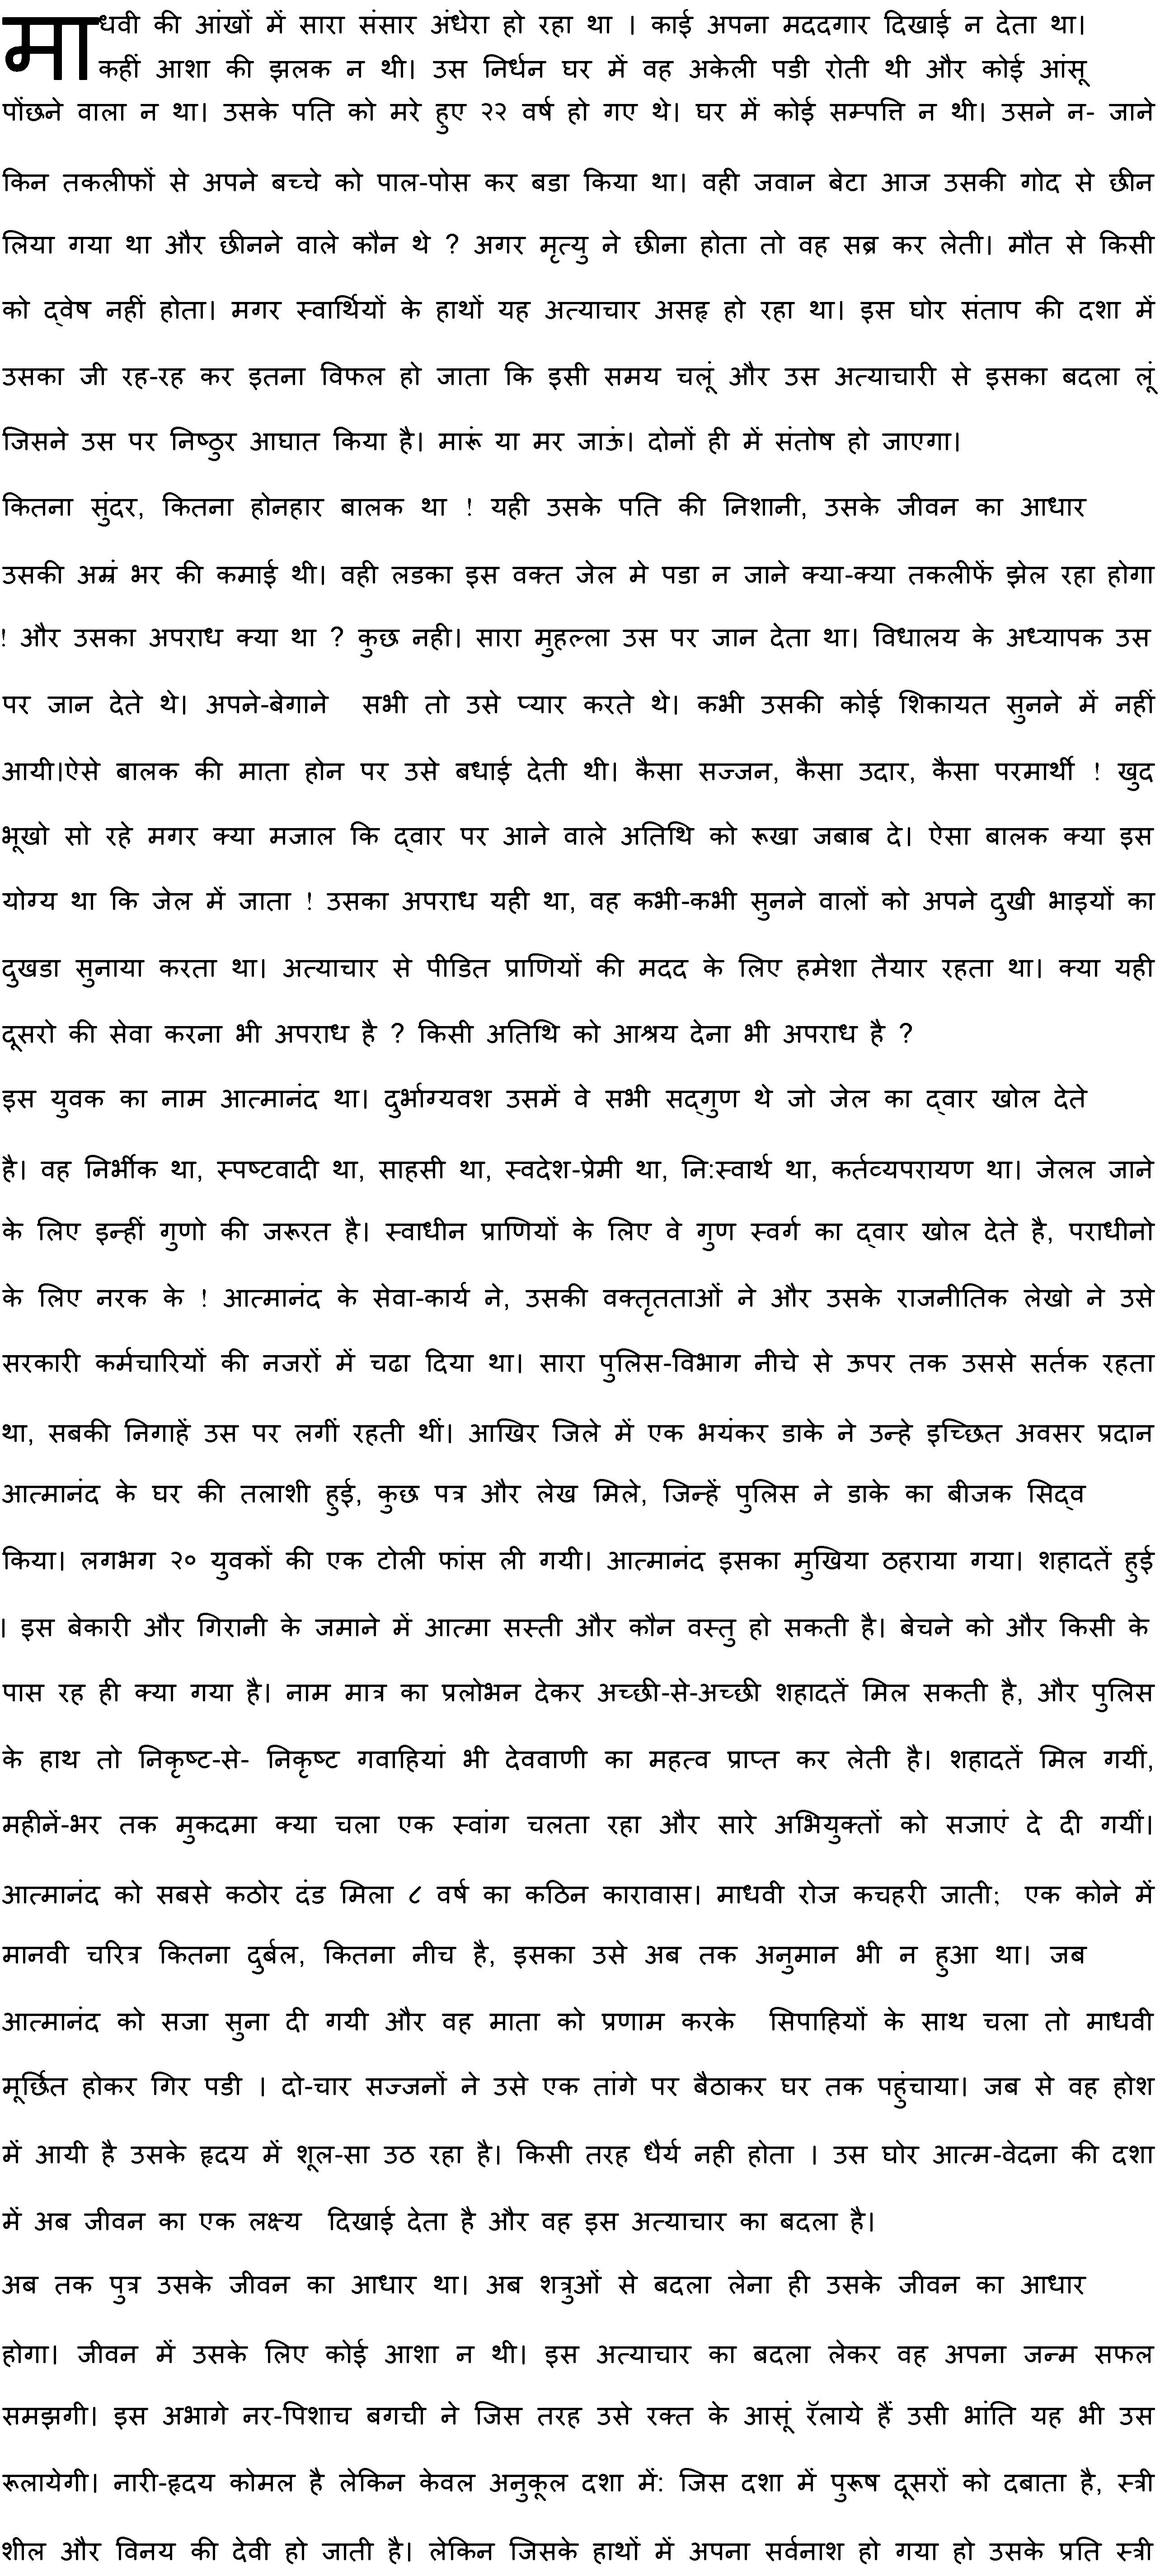 माधवी की आंखों में सारा संसार अंधेरा हो रहा था । काई अपना मददगार दिखाई न देता था।
कहीं आशा की झलक न थी। उस निर्धन घर में वह अकेली पडी रोती थी और कोई आंसू
पोंछने वाला न था। उसके पति को मरे हुए २२ वर्ष हो गए थे। घर में कोई सम्पत्ति न थी। उसने न- जाने
किन तकलीफों से अपने बच्चे को पाल-पोस कर बडा किया था। वही जवान बेटा आज उसकी गोद से छीन
लिया गया था और छीनने वाले कौन थे ? अगर मृत्यु ने छीना होता तो वह सब्र कर लेती। मौत से किसी
को द्वेष नहीं होता। मगर स्वार्थियों के हाथों यह अत्याचार असहृ हो रहा था। इस घोर संताप की दशा में
उसका जी रह-रह कर इतना विफल हो जाता कि इसी समय चलूं और उस अत्याचारी से इसका बदला लूं
जिसने उस पर निष्ठुर आघात किया है। मारूं या मर जाऊं। दोनों ही में संतोष हो जाएगा।
कितना सुंदर, कितना होनहार बालक था ! यही उसके पति की निशानी, उसके जीवन का आधार
उसकी अम्रं भर की कमाई थी। वही लडका इस वक्त जेल मे पडा न जाने क्या-क्या तकलीफें झेल रहा होगा
! और उसका अपराध क्या था ? कुछ नही। सारा मुहल्ला उस पर जान देता था। विधालय के अध्यापक उस
पर जान देते थे। अपने-बेगाने सभी तो उसे प्यार करते थे। कभी उसकी कोई शिकायत सुनने में नहीं
आयी।ऐसे बालक की माता होन पर उसे बधाई देती थी। कैसा सज्जन, कैसा उदार, कैसा परमार्थी ! खुद
भूखो सो रहे मगर क्या मजाल कि द्वार पर आने वाले अतिथि को रूखा जबाब दे। ऐसा बालक क्या इस
योग्य था कि जेल में जाता ! उसका अपराध यही था, वह कभी-कभी सुनने वालों को अपने दुखी भाइयों का
दुखडा सुनाया करता था। अत्याचार से पीडित प्राणियों की मदद के लिए हमेशा तैयार रहता था। क्या यही
दूसरो की सेवा करना भी अपराध है ? किसी अतिथि को आश्रय देना भी अपराध है ?
इस युवक का नाम आत्मानंद था। दुर्भाग्यवश उसमें वे सभी सद्गुण थे जो जेल का द्वार खोल देते
है। वह निर्भीक था, स्पष्टवादी था, साहसी था, स्वदेश-प्रेमी था, नि:स्वार्थ था, कर्तव्यपरायण था। जेलल जाने
के लिए इन्हीं गुणो की जरूरत है। स्वाधीन प्राणियों के लिए वे गुण स्वर्ग का द्वार खोल देते है, पराधीनो
के लिए नरक के ! आत्मानंद के सेवा-कार्य ने, उसकी वक्तृतताओं ने और उसके राजनीतिक लेखो ने उसे
सरकारी कर्मचारियों की नजरों में चढा दिया था। सारा पुलिस-विभाग नीचे से ऊपर तक उससे सर्तक रहता
था, सबकी निगाहें उस पर लगीं रहती थीं। आखिर जिले में एक भयंकर डाके ने उन्हे इच्छित अवसर प्रदान
आत्मानंद के घर की तलाशी हुई, कुछ पत्र और लेख मिले, जिन्हें पुलिस ने डाके का बीजक सिद्व
किया। लगभग २० युवकों की एक टोली फांस ली गयी। आत्मानंद इसका मुखिया ठहराया गया। शहादतें हुई
। इस बेकारी और गिरानी के जमाने में आत्मा सस्ती और कौन वस्तु हो सकती है। बेचने को और किसी के
पास रह ही क्या गया है। नाम मात्र का प्रलोभन देकर अच्छी-से-अच्छी शहादतें मिल सकती है, और पुलिस
के हाथ तो निकृष्ट-से- निकृष्ट गवाहियां भी देववाणी का महत्व प्राप्त कर लेती है। शहादतें मिल गयीं,
महीनें-भर तक मुकदमा क्या चला एक स्वांग चलता रहा और सारे अभियुक्तों को सजाएं दे दी गयीं।
आत्मानंद को सबसे कठोर दंड मिला ८ वर्ष का कठिन कारावास। माधवी रोज कचहरी जाती; एक कोने में
मानवी चरित्र कितना दुर्बल, कितना नीच है, इसका उसे अब तक अनुमान भी न हुआ था। जब
आत्मानंद को सजा सुना दी गयी और वह माता को प्रणाम करके सिपाहियों के साथ चला तो माधवी
मूर्छित होकर गिर पडी । दो-चार सज्जनों ने उसे एक तांगे पर बैठाकर घर तक पहुंचाया। जब से वह होश
में आयी है उसके हृदय में शूल-सा उठ रहा है। किसी तरह धैर्य नही होता । उस घोर आत्म-वेदना की दशा
में अब जीवन का एक लक्ष्य दिखाई देता है और वह इस अत्याचार का बदला है।
अब तक पुत्र उसके जीवन का आधार था। अब शत्रुओं से बदला लेना ही उसके जीवन का आधार
होगा। जीवन में उसके लिए कोई आशा न थी। इस अत्याचार का बदला लेकर वह अपना जन्म सफल
समझगी। इस अभागे नर-पिशाच बगची ने जिस तरह उसे रक्त के आसूं रॅलाये हैं उसी भांति यह भी उस
रूलायेगी। नारी-हृदय कोमल है लेकिन केवल अनुकूल दशा में: जिस दशा में पुरूष दूसरों को दबाता है, स्त्री
शील और विनय की देवी हो जाती है। लेकिन जिसके हाथों में अपना सर्वनाश हो गया हो उसके प्रति स्त्री